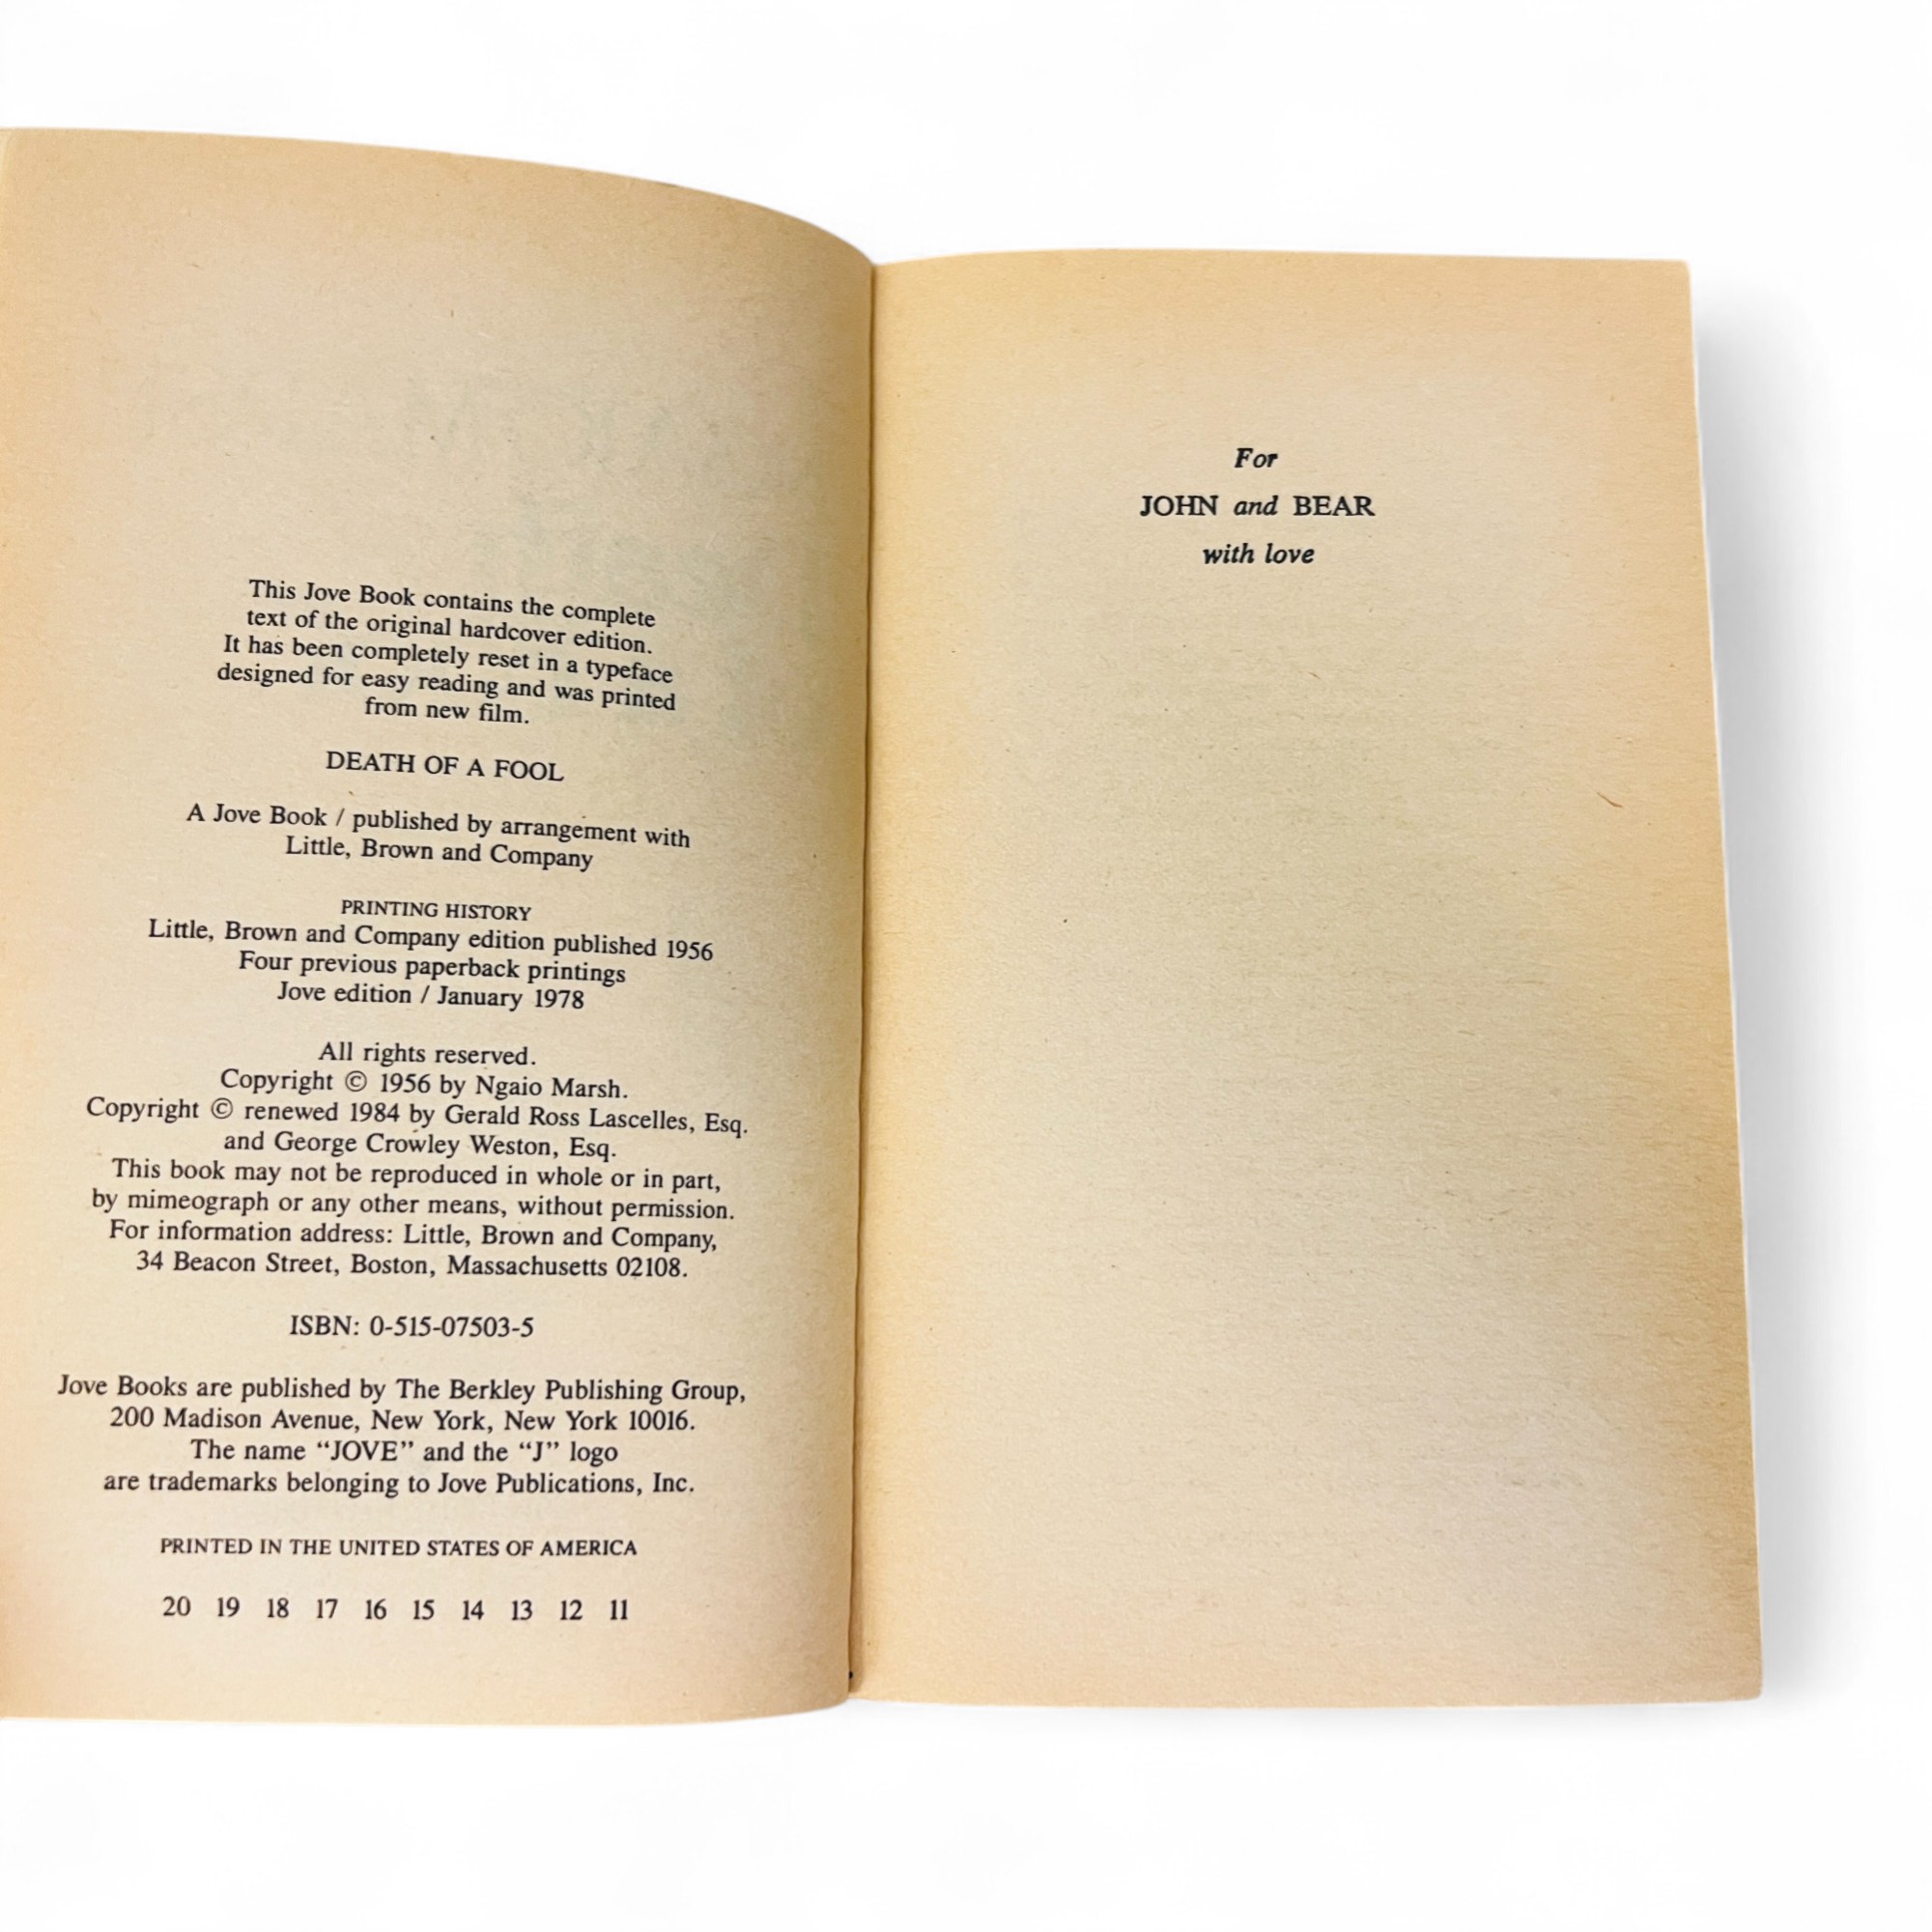 This Jove Book contains the complete
text of the original hardcover edition.
It has been completely reset in a typeface
designed for easy reading and was printed
from new film.
DEATH OF A FOOL
A Jove Book / published by arrangement with
Little, Brown and Company
PRINTING HISTORY
Little, Brown and Company edition published 1956
Four previous paperback printings
Jove edition / January 1978
All rights reserved.
Copyright © 1956 by Ngaio Marsh.
Copyright © renewed 1984 by Gerald Ross Lascelles, Esq.
and George Crowley Weston, Esq.
This book may not be reproduced in whole or in part,
by mimeograph or any other means, without permission.
For information address: Little, Brown and Company,
34 Beacon Street, Boston, Massachusetts 02108.
ISBN: 0-515-07503-5
Jove Books are published by The Berkley Publishing Group,
200 Madison Avenue, New York, New York 10016.
The name “JOVE” and the “J” logo
are trademarks belonging to Jove Publications, Inc.
PRINTED IN THE UNITED STATES OF AMERICA
20 19 18 17 16 15 14 13 12 11
For
JOHN and BEAR
with love